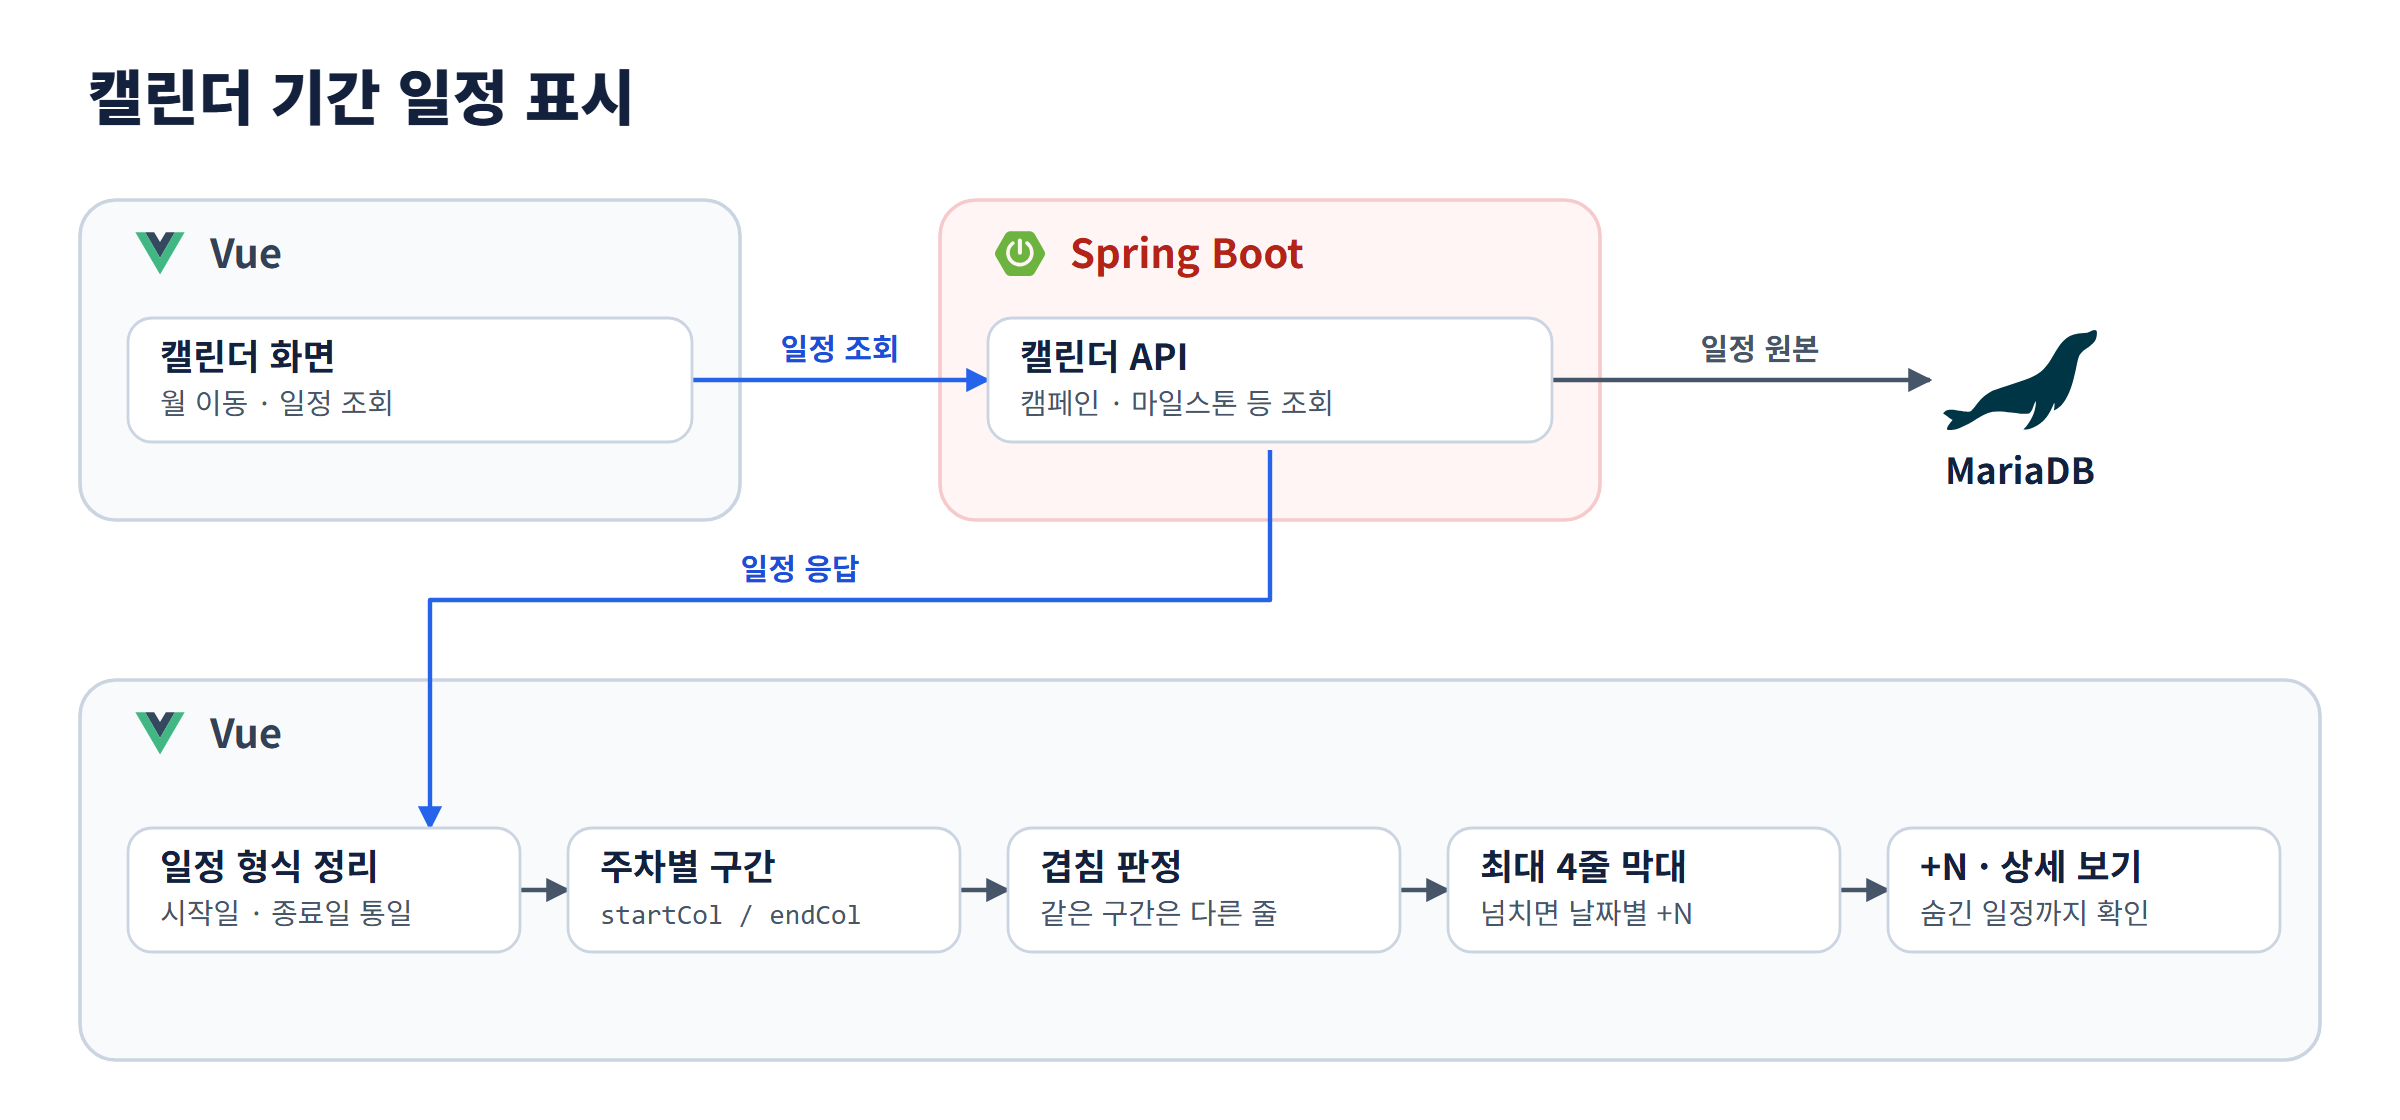 캘린더 기간 일정 표시
Vue
캘린더 화면
월 이동 · 일정 조회
일정 조회
Spring Boot
캘린더 API
캠페인 · 마일스톤 등 조회
일정 원본
MariaDB
일정 응답
Vue
일정 형식 정리
시작일 · 종료일 통일
주차별 구간
startCol / endCol
겹침 판정
같은 구간은 다른 줄
최대 4줄 막대
넘치면 날짜별 +N
+N · 상세 보기
숨긴 일정까지 확인